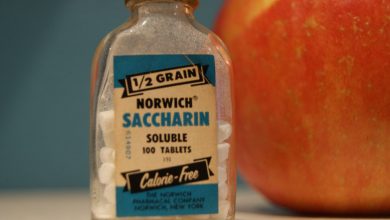 1/2 GRAIN
NORWICH®
SACCHARIN
SOLUBLE
100 TABLETS
Calorie-Free
THE NORWICH
PHARMACAL COMPANY
NORWICH, NEW YORK